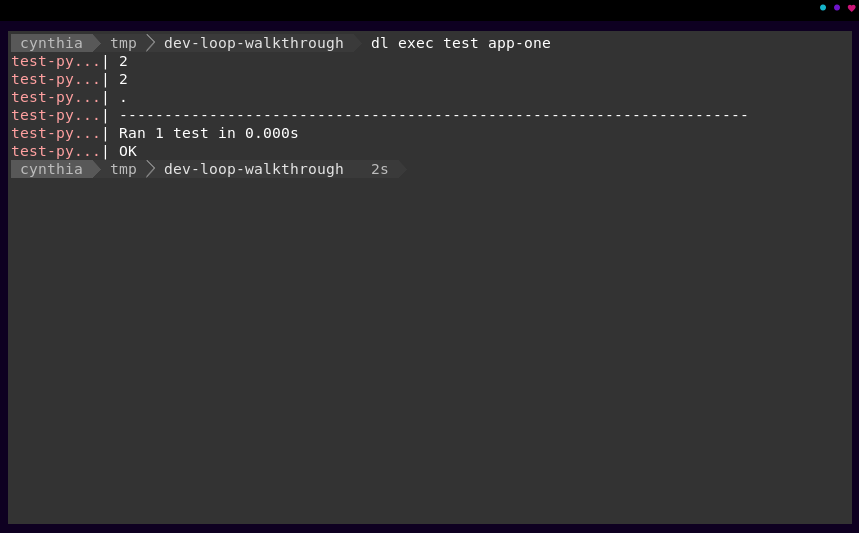 cynthia tmp dev-loop-walkthrough dl exec test app-one
test-py...| 2
test-py...| 2
test-py...| .
test-py...| ----------------------------------------------------------------------
test-py...| Ran 1 test in 0.000s
test-py...| OK
cynthia tmp dev-loop-walkthrough 2s